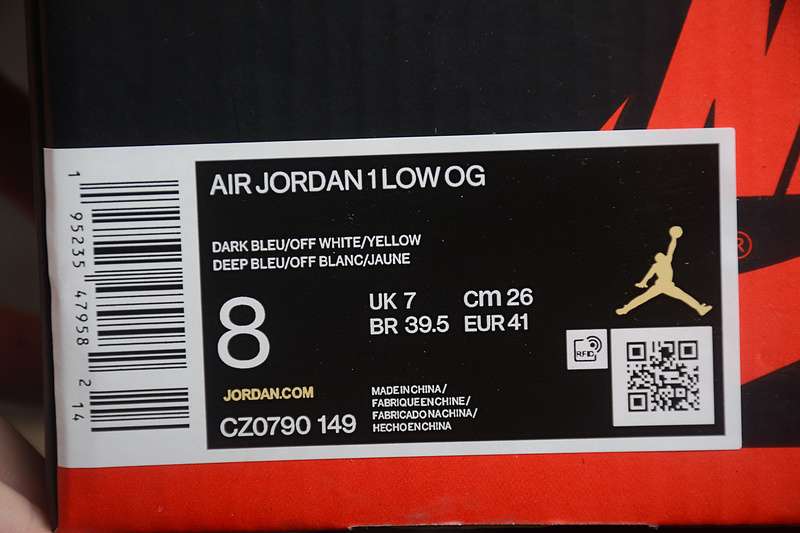 AIR JORDAN 1 LOW OG
DARK BLEU/OFF WHITE/YELLOW
DEEP BLEU/OFF BLANC/JAUNE
8
UK 7 cm 26
BR 39.5 EUR 41
RFID
JORDAN.COM
CZ0790 149
MADE IN CHINA/
FABRIQUE EN CHINE/
FABRICADO NA CHINA/
HECHO EN CHINA
1 95235 47958 2 14
®